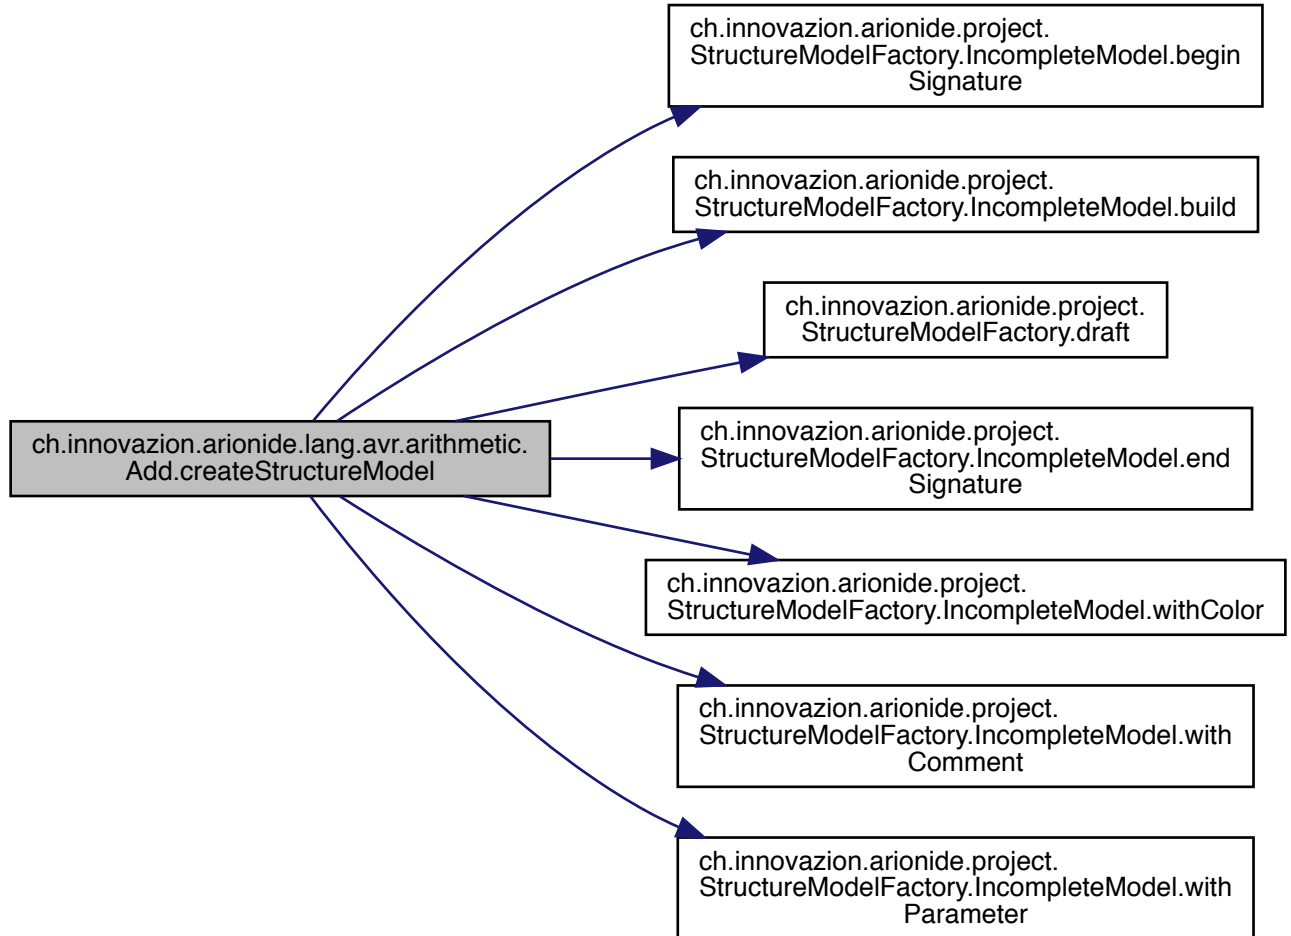 ch.innovazion.arionide.project.
StructureModelFactory.IncompleteModel.begin
Signature
ch.innovazion.arionide.project.
StructureModelFactory.IncompleteModel.build
ch.innovazion.arionide.project.
StructureModelFactory.draft
ch.innovazion.arionide.lang.avr.arithmetic.
Add.createStructureModel
ch.innovazion.arionide.project.
StructureModelFactory.IncompleteModel.end
Signature
ch.innovazion.arionide.project.
StructureModelFactory.IncompleteModel.withColor
ch.innovazion.arionide.project.
StructureModelFactory.IncompleteModel.with
Comment
ch.innovazion.arionide.project.
StructureModelFactory.IncompleteModel.with
Parameter